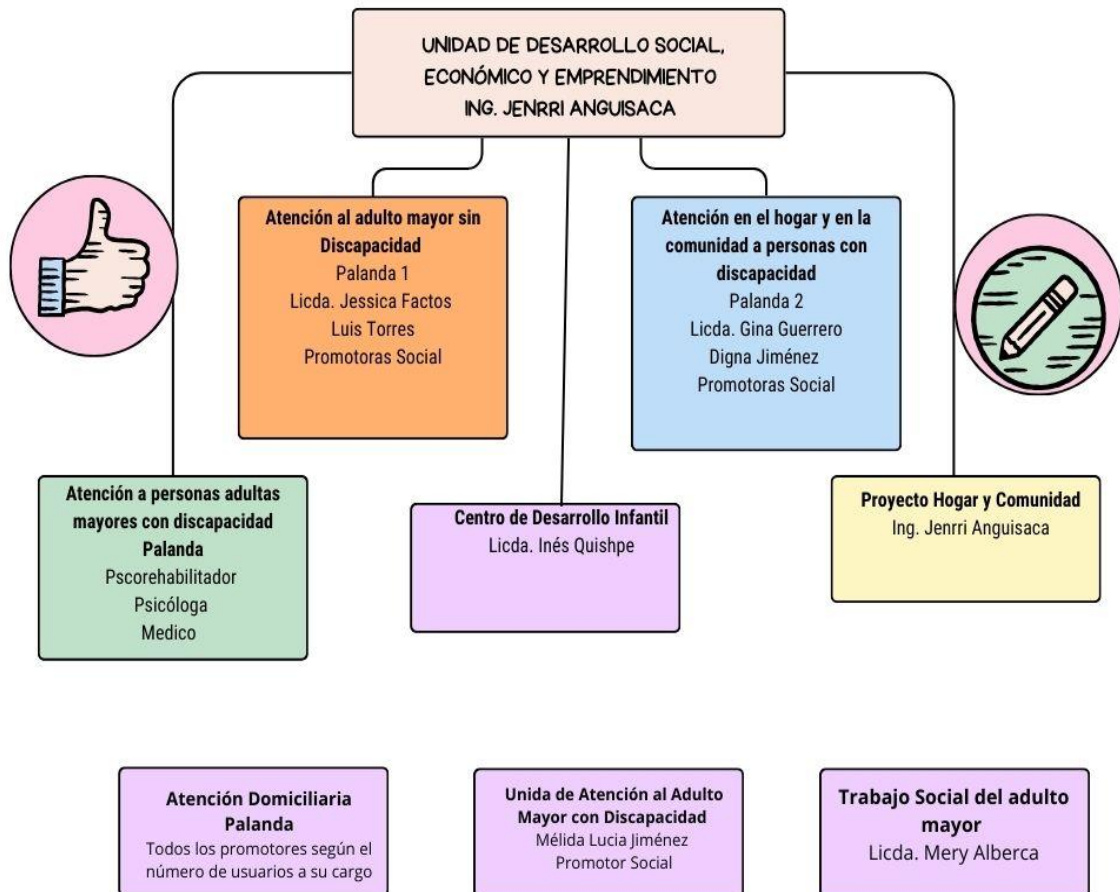 UNIDAD DE DESARROLLO SOCIAL,
ECONÓMICO Y EMPRENDIMIENTO
ING. JENRRI ANGUISACA
Atención al adulto mayor sin
Discapacidad
Palanda 1
Licda. Jessica Factos
Luis Torres
Promotoras Social
Atención en el hogar y en la
comunidad a personas con
discapacidad
Palanda 2
Licda. Gina Guerrero
Digna Jiménez
Promotoras Social
Atención a personas adultas
mayores con discapacidad
Palanda
Pscorehabilitador
Psicóloga
Medico
Centro de Desarrollo Infantil
Licda. Inés Quishpe
Proyecto Hogar y Comunidad
Ing. Jenrri Anguisaca
Atención Domiciliaria
Palanda
Todos los promotores según el
número de usuarios a su cargo
Unida de Atención al Adulto
Mayor con Discapacidad
Mélida Lucia Jiménez
Promotor Social
Trabajo Social del adulto
mayor
Licda. Mery Alberca